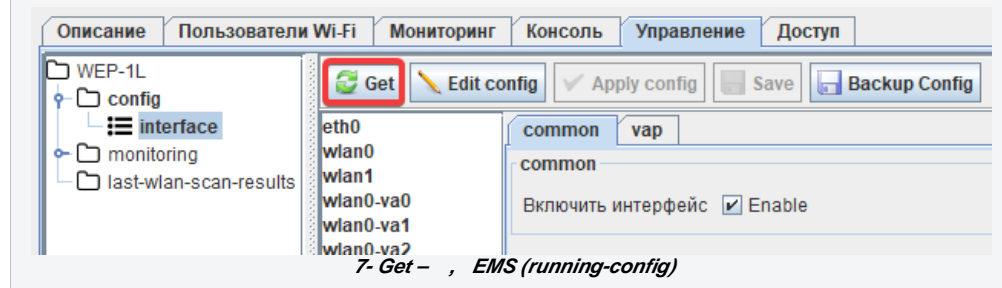 Описание Пользователи Wi-Fi Мониторинг Консоль Управление Доступ
WEP-1L
config
interface
monitoring
last-wlan-scan-results
Get Edit config Apply config Save Backup Config
eth0
wlan0
wlan1
wlan0-va0
wlan0-va1
wlan0-va2
common vap
common
Включить интерфейс Enable
7- Get – , EMS (running-config)